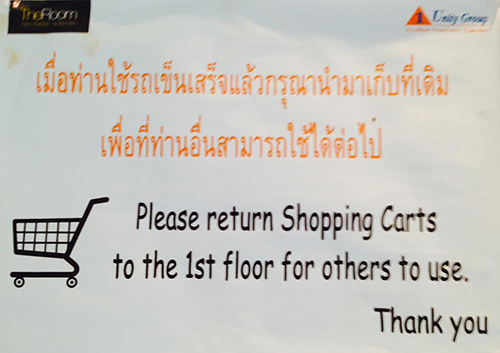 TheRoom
Unity Group
เมื่อท่านใช้รถเข็นเสร็จแล้วกรุณานำมาเก็บที่เดิม
เพื่อที่ท่านอื่นสามารถใช้ได้ต่อไป
Please return Shopping Carts
to the 1st floor for others to use.
Thank you